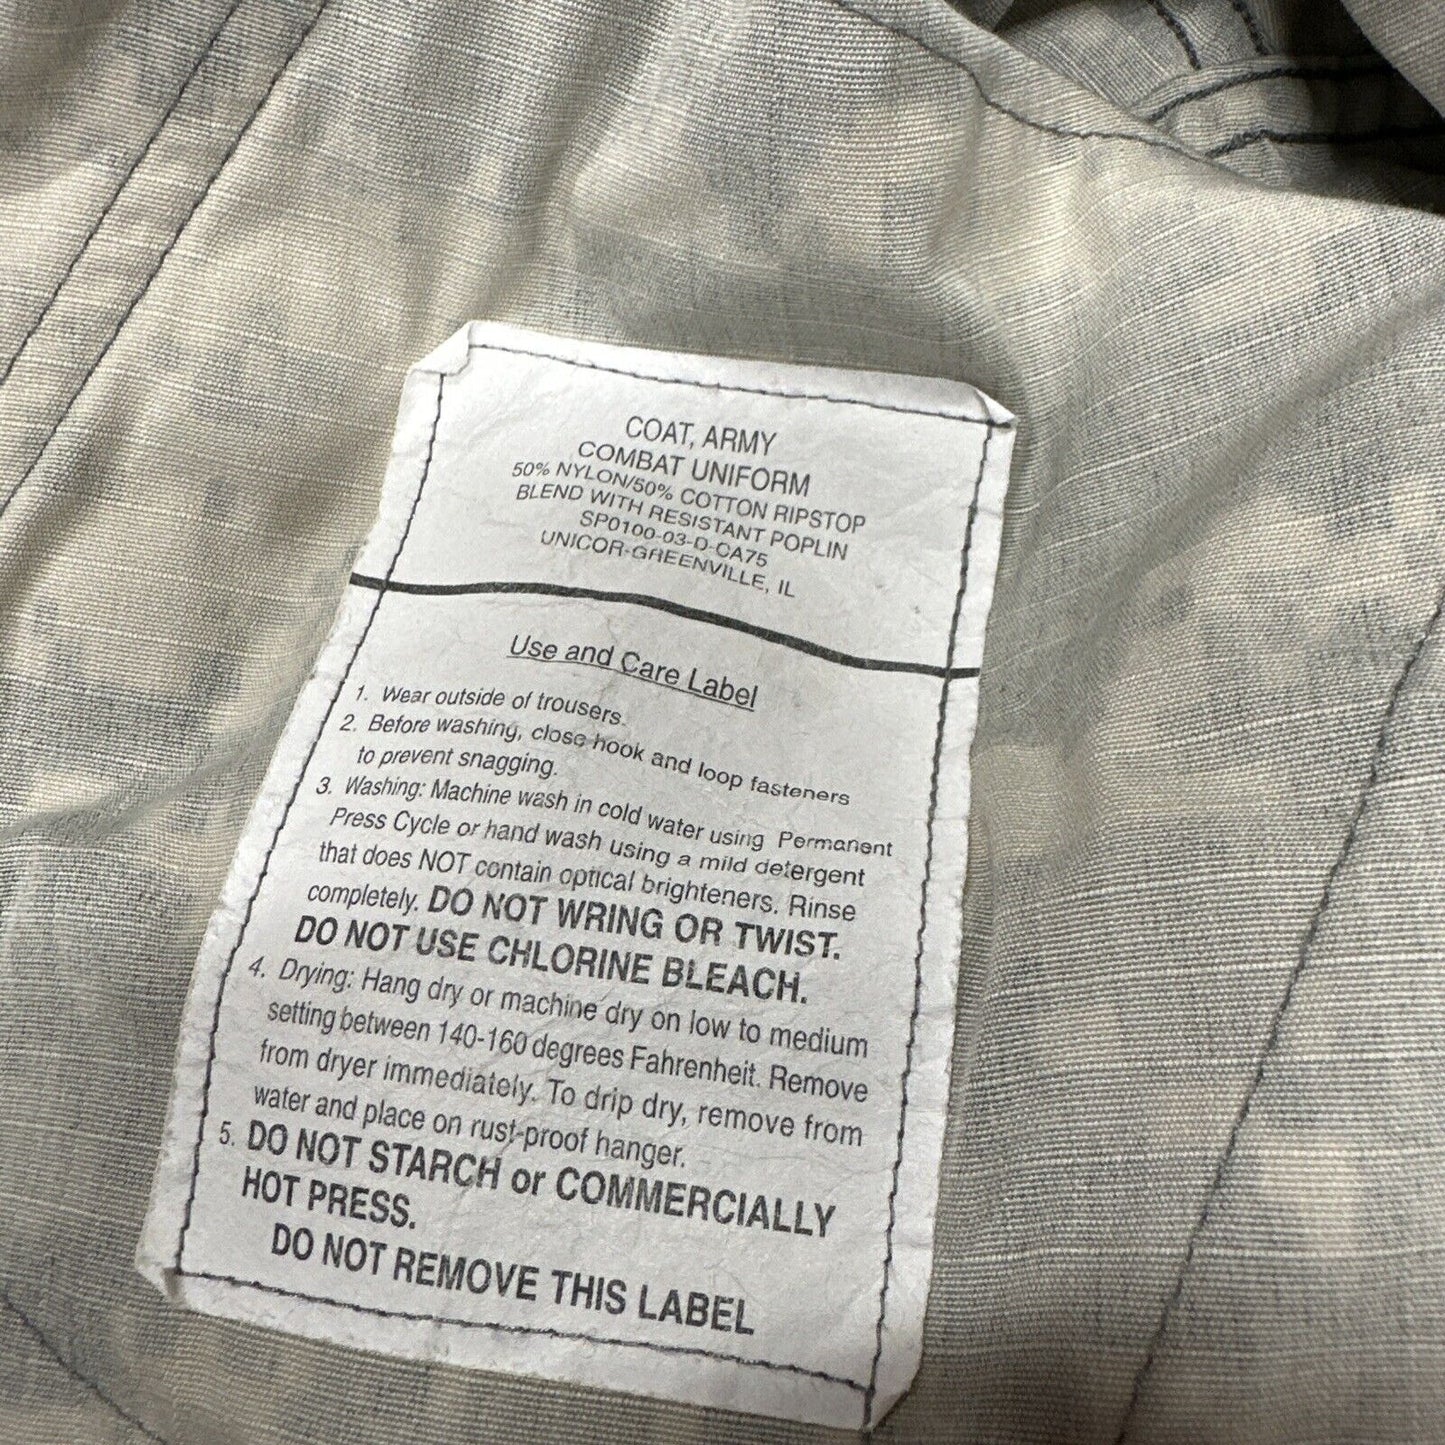 COAT, ARMY
COMBAT UNIFORM
50% NYLON/50% COTTON RIPSTOP
BLEND WITH RESISTANT POPLIN
SP0100-03-D-CA75
UNICOR-GREENVILLE, IL
Use and Care Label
1. Wear outside of trousers.
2. Before washing, close hook and loop fasteners
to prevent snagging.
3. Washing: Machine wash in cold water using Permanent
Press Cycle or hand wash using a mild detergent
that does NOT contain optical brighteners. Rinse
completely. DO NOT WRING OR TWIST.
DO NOT USE CHLORINE BLEACH.
4. Drying: Hang dry or machine dry on low to medium
setting between 140-160 degrees Fahrenheit. Remove
from dryer immediately. To drip dry, remove from
water and place on rust-proof hanger.
5. DO NOT STARCH or COMMERCIALLY
HOT PRESS.
DO NOT REMOVE THIS LABEL